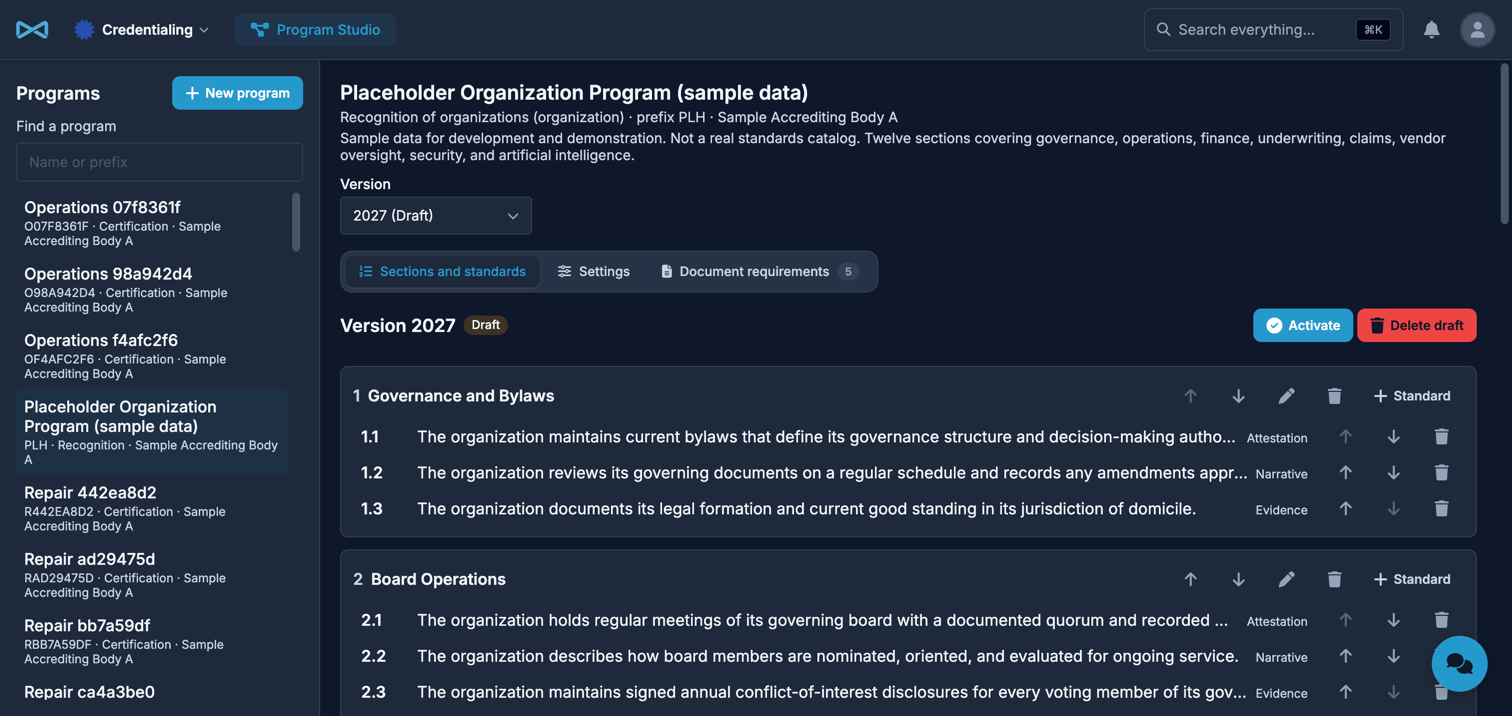 Credentialing
Program Studio
Search everything...
⌘K
Programs
New program
Find a program
Name or prefix
Operations 07f8361f
O07F8361F · Certification · Sample
Accrediting Body A
Operations 98a942d4
O98A942D4 · Certification · Sample
Accrediting Body A
Operations f4afc2f6
OF4AFC2F6 · Certification · Sample
Accrediting Body A
Placeholder Organization
Program (sample data)
PLH · Recognition · Sample Accrediting Body
A
Repair 442ea8d2
R442EA8D2 · Certification · Sample
Accrediting Body A
Repair ad29475d
RAD29475D · Certification · Sample
Accrediting Body A
Repair bb7a59df
RBB7A59DF · Certification · Sample
Accrediting Body A
Repair ca4a3be0
Placeholder Organization Program (sample data)
Recognition of organizations (organization) · prefix PLH · Sample Accrediting Body A
Sample data for development and demonstration. Not a real standards catalog. Twelve sections covering governance, operations, finance, underwriting, claims, vendor
oversight, security, and artificial intelligence.
Version
2027 (Draft)
Sections and standards
Settings
Document requirements 5
Version 2027 Draft
Activate
Delete draft
1 Governance and Bylaws
+ Standard
1.1 The organization maintains current bylaws that define its governance structure and decision-making autho... Attestation
1.2 The organization reviews its governing documents on a regular schedule and records any amendments appr... Narrative
1.3 The organization documents its legal formation and current good standing in its jurisdiction of domicile. Evidence
2 Board Operations
+ Standard
2.1 The organization holds regular meetings of its governing board with a documented quorum and recorded ... Attestation
2.2 The organization describes how board members are nominated, oriented, and evaluated for ongoing service. Narrative
2.3 The organization maintains signed annual conflict-of-interest disclosures for every voting member of its gov... Evidence